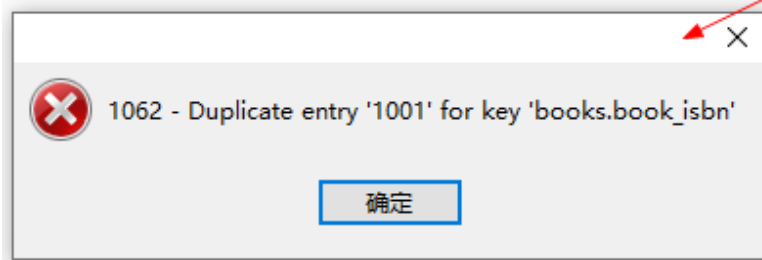 1062 - Duplicate entry '1001' for key 'books.book_isbn'
确定